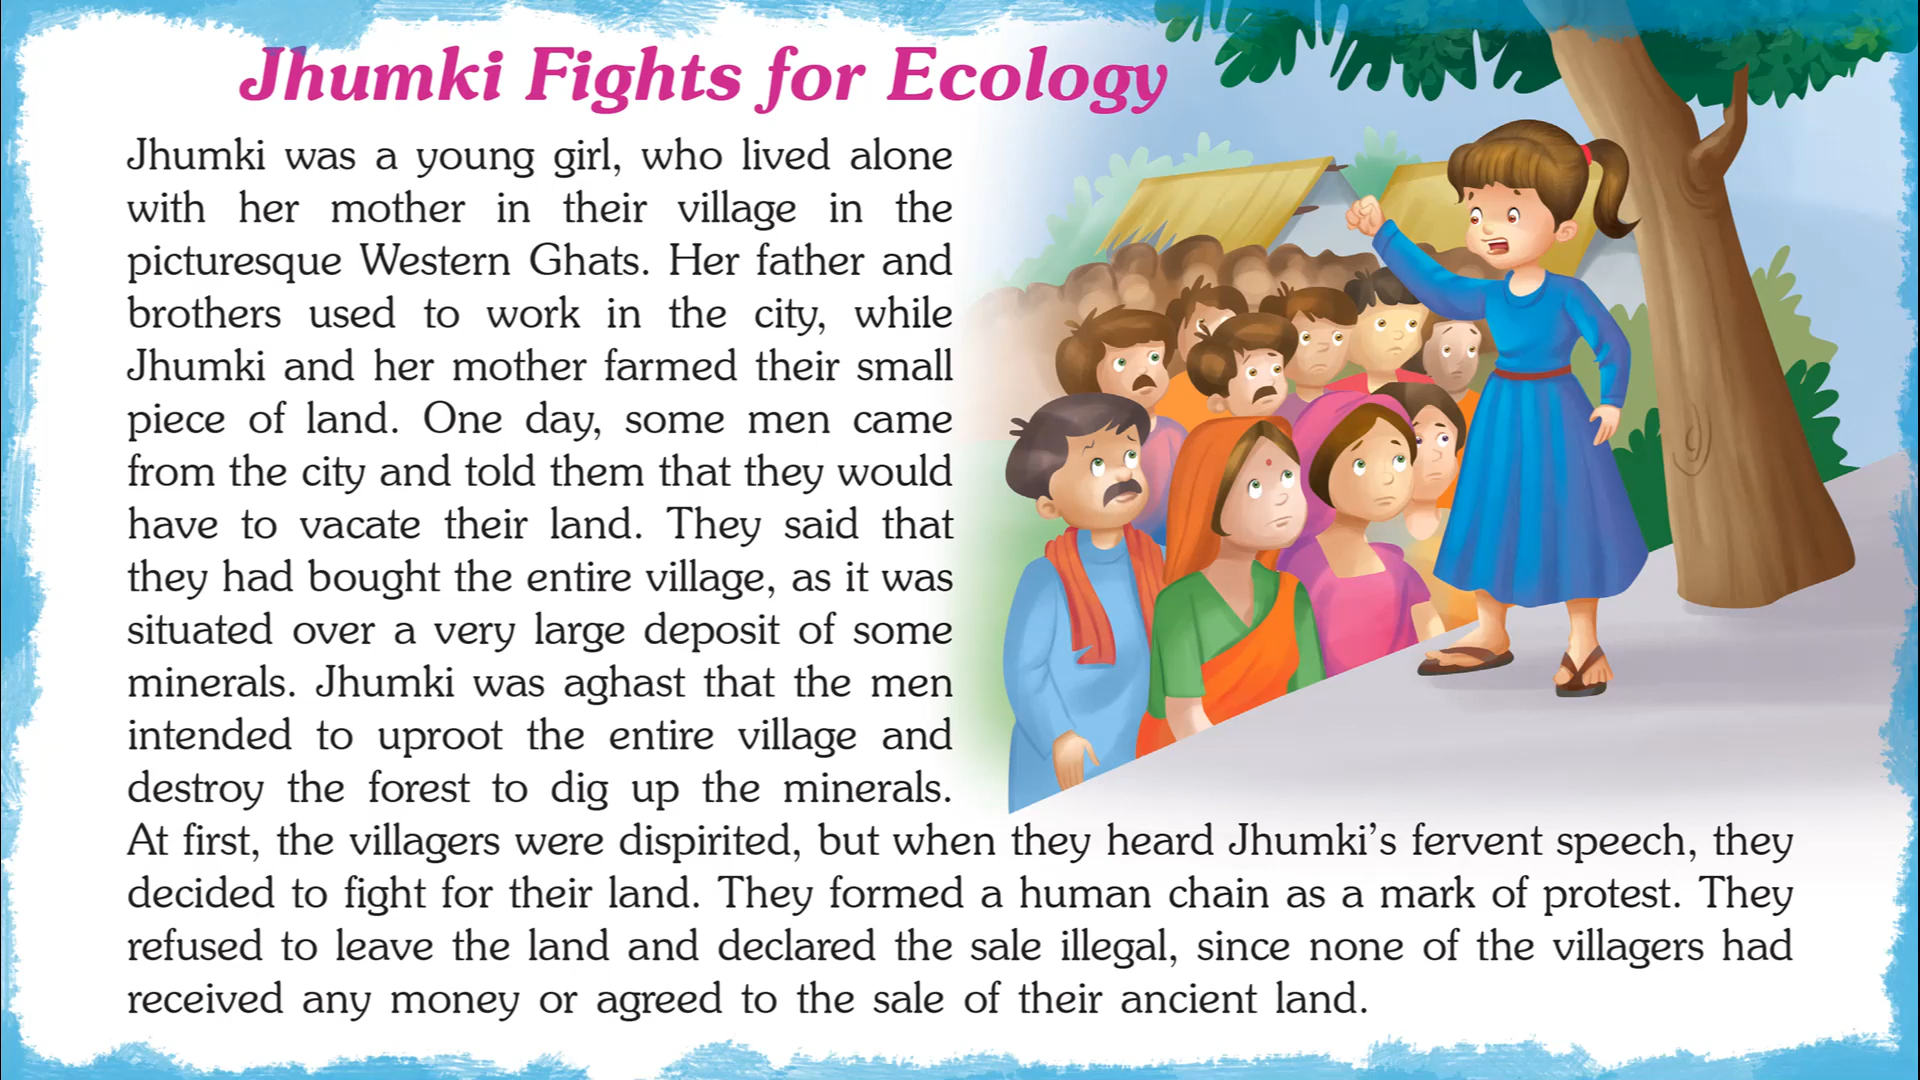 Jhumki Fights for Ecology
Jhumki was a young girl, who lived alone
with her mother in their village in the
picturesque Western Ghats. Her father and
brothers used to work in the city, while
Jhumki and her mother farmed their small
piece of land. One day, some men came
from the city and told them that they would
have to vacate their land. They said that
they had bought the entire village, as it was
situated over a very large deposit of some
minerals. Jhumki was aghast that the men
intended to uproot the entire village and
destroy the forest to dig up the minerals.
At first, the villagers were dispirited, but when they heard Jhumki’s fervent speech, they
decided to fight for their land. They formed a human chain as a mark of protest. They
refused to leave the land and declared the sale illegal, since none of the villagers had
received any money or agreed to the sale of their ancient land.